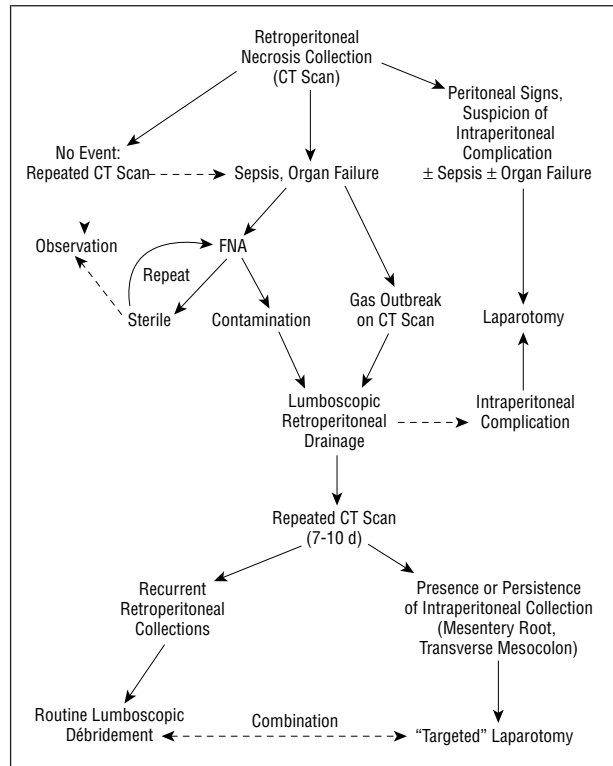 Retroperitoneal
Necrosis Collection
(CT Scan)
Peritoneal Signs,
Suspicion of
Intraperitoneal
Complication
± Sepsis ± Organ Failure
No Event:
Repeated CT Scan
Sepsis, Organ Failure
Observation
FNA
Repeat
Sterile
Contamination
Gas Outbreak
on CT Scan
Laparotomy
Lumboscopic
Retroperitoneal
Drainage
Intraperitoneal
Complication
Repeated CT Scan
(7-10 d)
Recurrent
Retroperitoneal
Collections
Presence or Persistence
of Intraperitoneal Collection
(Mesentery Root,
Transverse Mesocolon)
Routine Lumboscopic
Débridement
Combination
“Targeted” Laparotomy